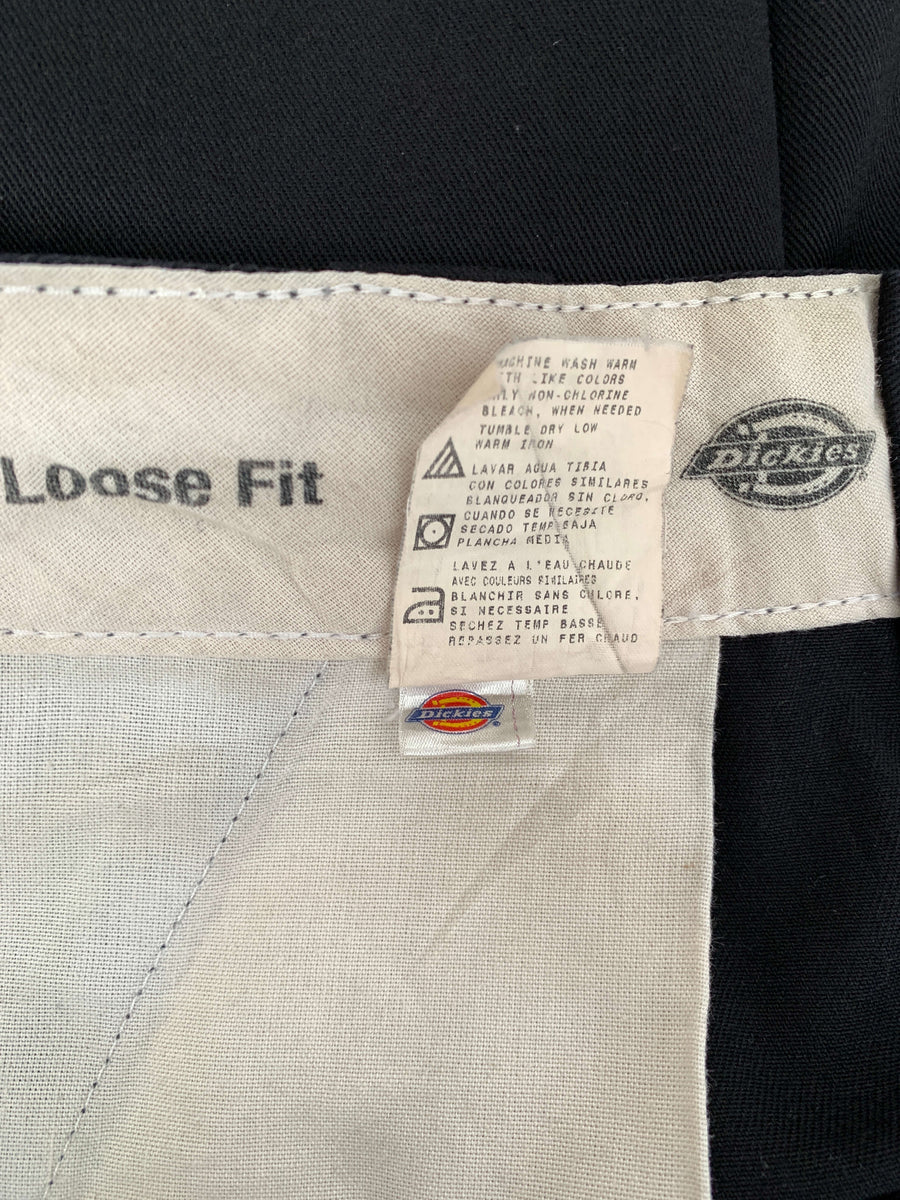 Loose Fit
MACHINE WASH WARM
WITH LIKE COLORS
ONLY NON-CHLORINE
BLEACH, WHEN NEEDED
TUMBLE DRY LOW
WARM IRON
LAVAR AGUA TIBIA
CON COLORES SIMILARES
BLANQUEADOR SIN CLORO,
CUANDO SE NECESITE
SECADO TEMP BAJA
PLANCHA MEDIA
LAVEZ A L'EAU CHAUDE
AVEC COULEURS SIMILAIRES
BLANCHIR SANS CHLORE,
SI NECESSAIRE
SECHEZ TEMP BASSE
REPASSEZ UN FER CHAUD
Dickies
Dickies®